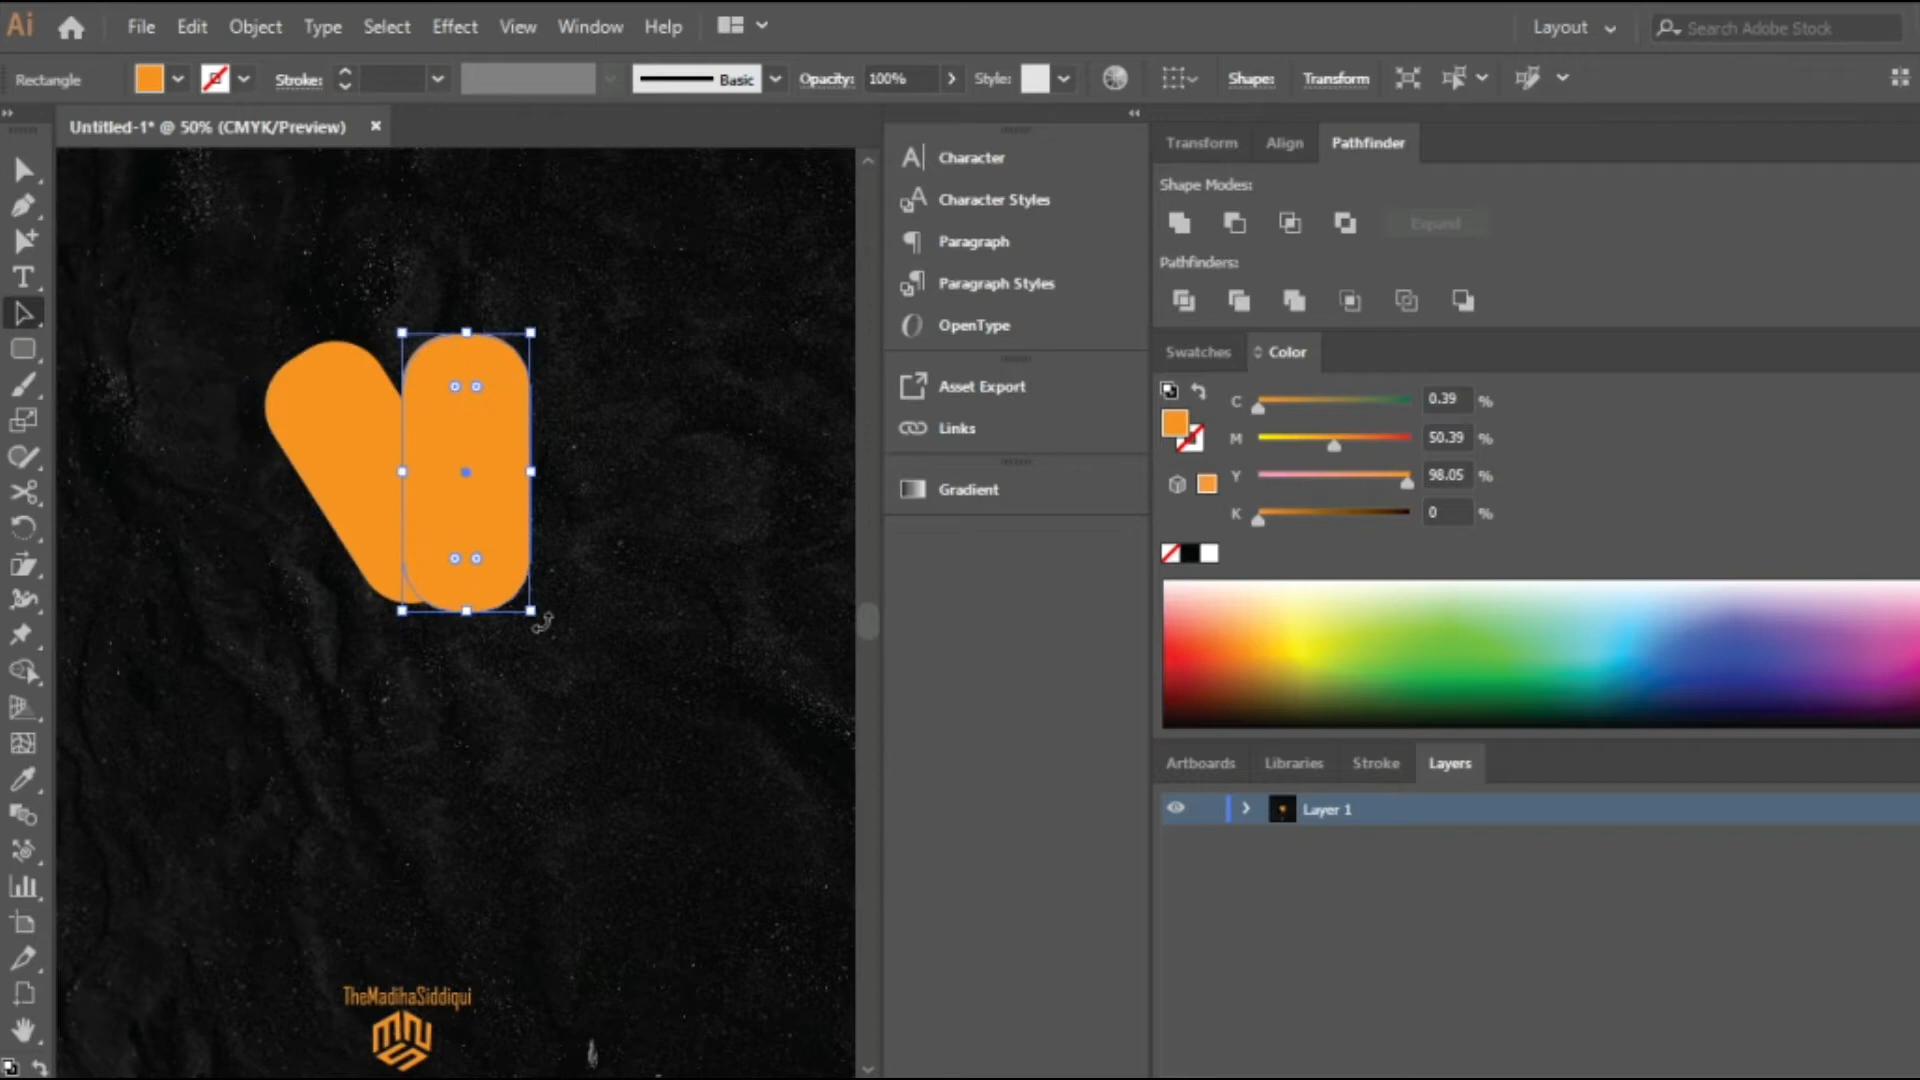 Ai File Edit Object Type Select Effect View Window Help Layout Search Adobe Stock
Rectangle Stroke: Basic Opacity: 100% Style: Shape: Transform
Untitled-1* @ 50% (CMYK/Preview) ×
Character
Character Styles
Paragraph
Paragraph Styles
OpenType
Asset Export
Links
Gradient
Transform Align Pathfinder
Shape Modes:
Expand
Pathfinders:
Swatches Color
C 0.39 %
M 50.39 %
Y 98.05 %
K 0 %
Artboards Libraries Stroke Layers
Layer 1
TheMadihaSiddiqui